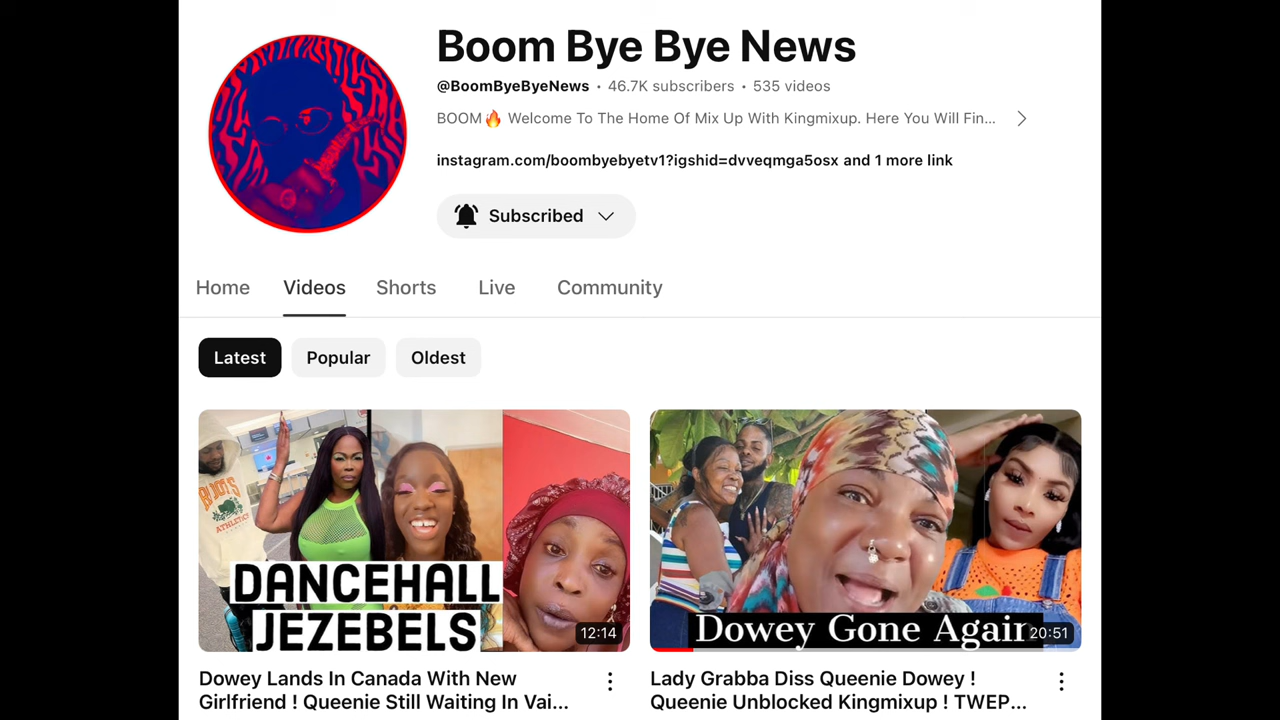 Boom Bye Bye News
@BoomByeByeNews • 46.7K subscribers • 535 videos
BOOM🔥 Welcome To The Home Of Mix Up With Kingmixup. Here You Will Fin...
instagram.com/boombyebyetv1?igshid=dvveqmga5osx and 1 more link
Subscribed
Home Videos Shorts Live Community
Latest Popular Oldest
ATHLETIC
DANCEHALL
JEZEBELS
12:14
Dowey Gone Again
20:51
Dowey Lands In Canada With New
Girlfriend ! Queenie Still Waiting In Vai...
Lady Grabba Diss Queenie Dowey !
Queenie Unblocked Kingmixup ! TWEP...